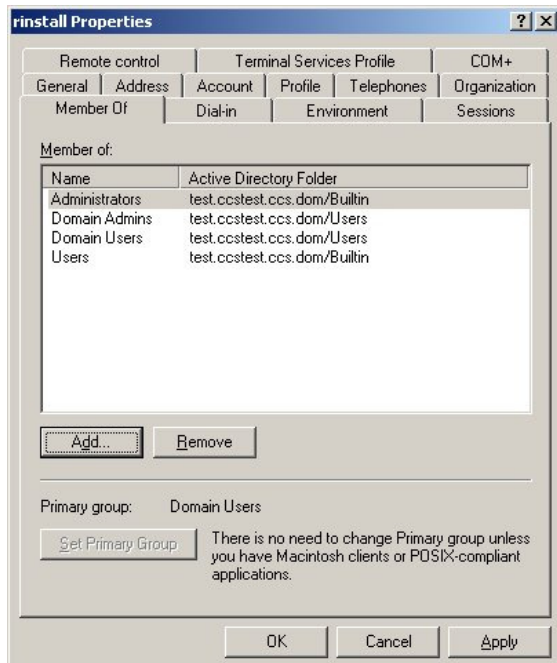 rinstall Properties
Remote control Terminal Services Profile COM+
General Address Account Profile Telephones Organization
Member Of Dial-in Environment Sessions
Member of:
Name Active Directory Folder
Administrators test.ccstest.ccs.dom/Builtin
Domain Admins test.ccstest.ccs.dom/Users
Domain Users test.ccstest.ccs.dom/Users
Users test.ccstest.ccs.dom/Builtin
Add... Remove
Primary group: Domain Users
Set Primary Group There is no need to change Primary group unless
you have Macintosh clients or POSIX-compliant
applications.
OK Cancel Apply